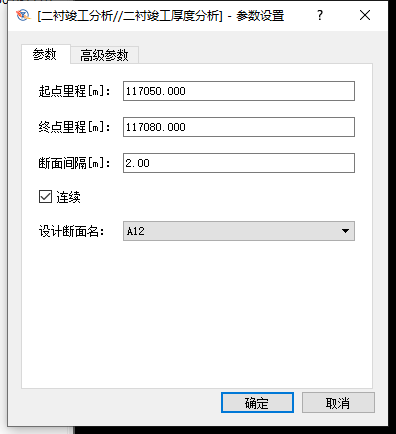 [二衬竣工分析//二衬竣工厚度分析] - 参数设置
参数 高级参数
起点里程[m]: 117050.000
终点里程[m]: 117080.000
断面间隔[m]: 2.00
连续
设计断面名: A12
确定 取消